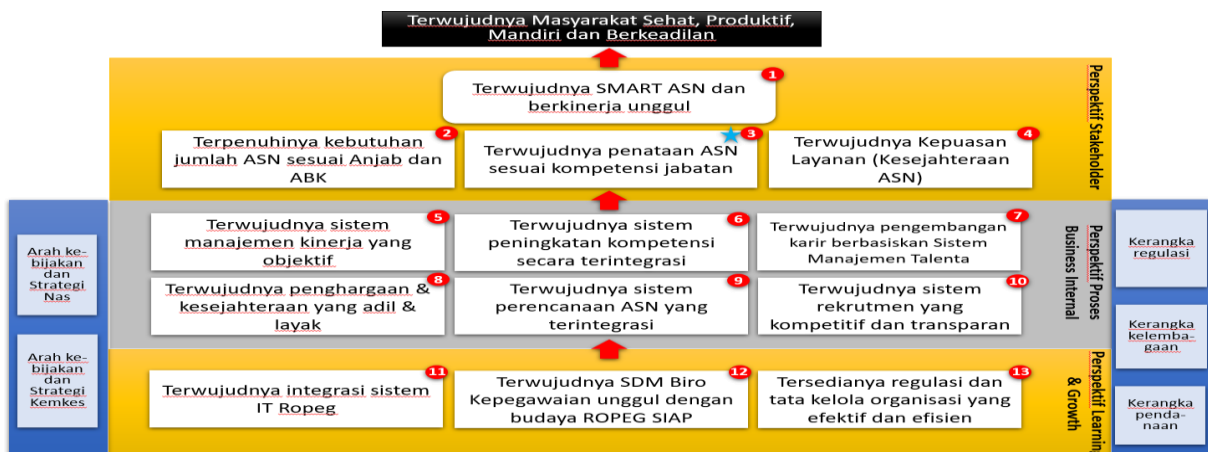 Terwujudnya Masyarakat Sehat, Produktif,
Mandiri dan Berkeadilan
Perspektif Stakeholder
1
Terwujudnya SMART ASN dan
berkinerja unggul
2
Terpenuhinya kebutuhan
jumlah ASN sesuai Anjab dan
ABK
3
Terwujudnya penataan ASN
sesuai kompetensi jabatan
4
Terwujudnya Kepuasan
Layanan (Kesejahteraan
ASN)
Perspektif Proses
Business Internal
5
Terwujudnya sistem
manajemen kinerja yang
objektif
6
Terwujudnya sistem
peningkatan kompetensi
secara terintegrasi
7
Terwujudnya pengembangan
karir berbasiskan Sistem
Manajemen Talenta
8
Terwujudnya penghargaan &
kesejahteraan yang adil &
layak
9
Terwujudnya sistem
perencanaan ASN yang
terintegrasi
10
Terwujudnya sistem
rekrutmen yang
kompetitif dan transparan
Perspektif Learning
& Growth
11
Terwujudnya integrasi sistem
IT Ropeg
12
Terwujudnya SDM Biro
Kepegawaian unggul dengan
budaya ROPEG SIAP
13
Tersedianya regulasi dan
tata kelola organisasi yang
efektif dan efisien
Arah ke-
bijakan
dan
Strategi
Nas
Arah ke-
bijakan
dan
Strategi
Kemkes
Kerangka
regulasi
Kerangka
kelemba-
gaan
Kerangka
penda-
naan